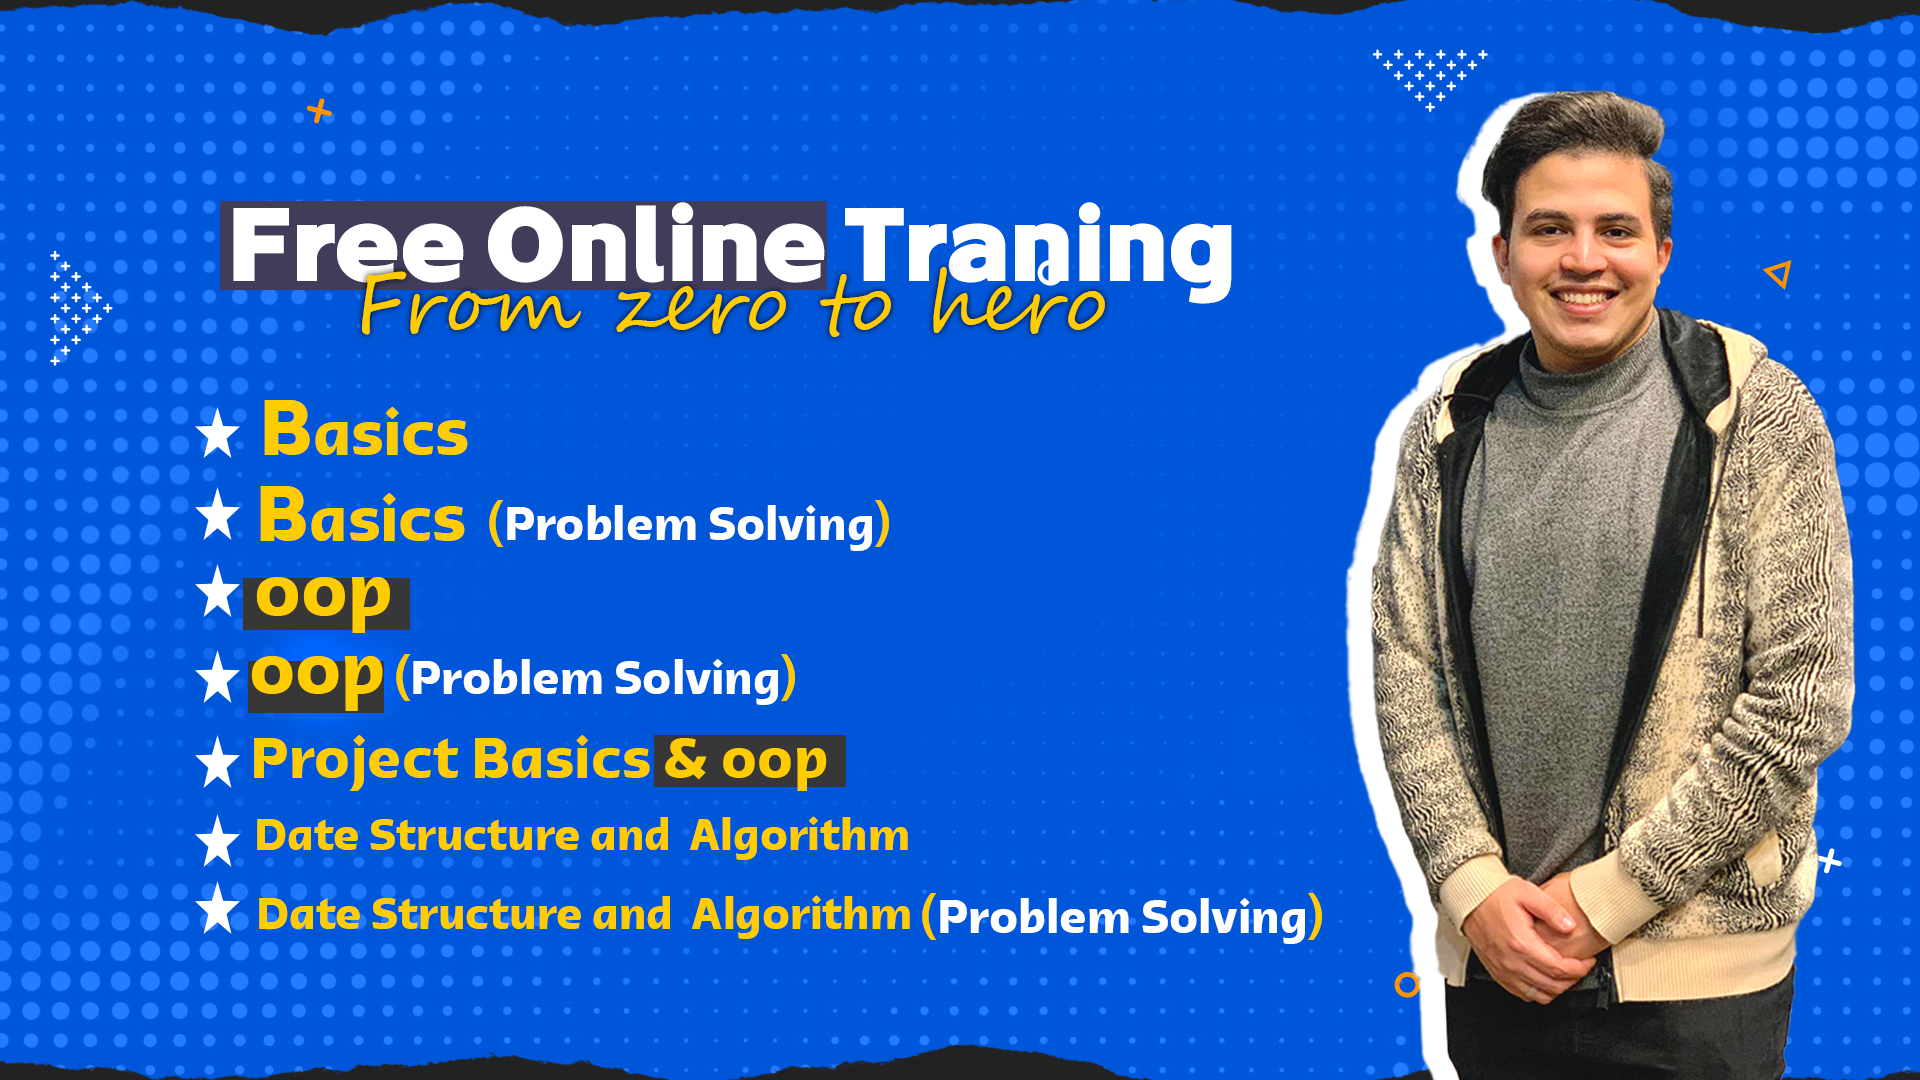 Free Online Traning
From zero to hero
Basics
Basics (Problem Solving)
oop
oop (Problem Solving)
Project Basics & oop
Date Structure and Algorithm
Date Structure and Algorithm (Problem Solving)